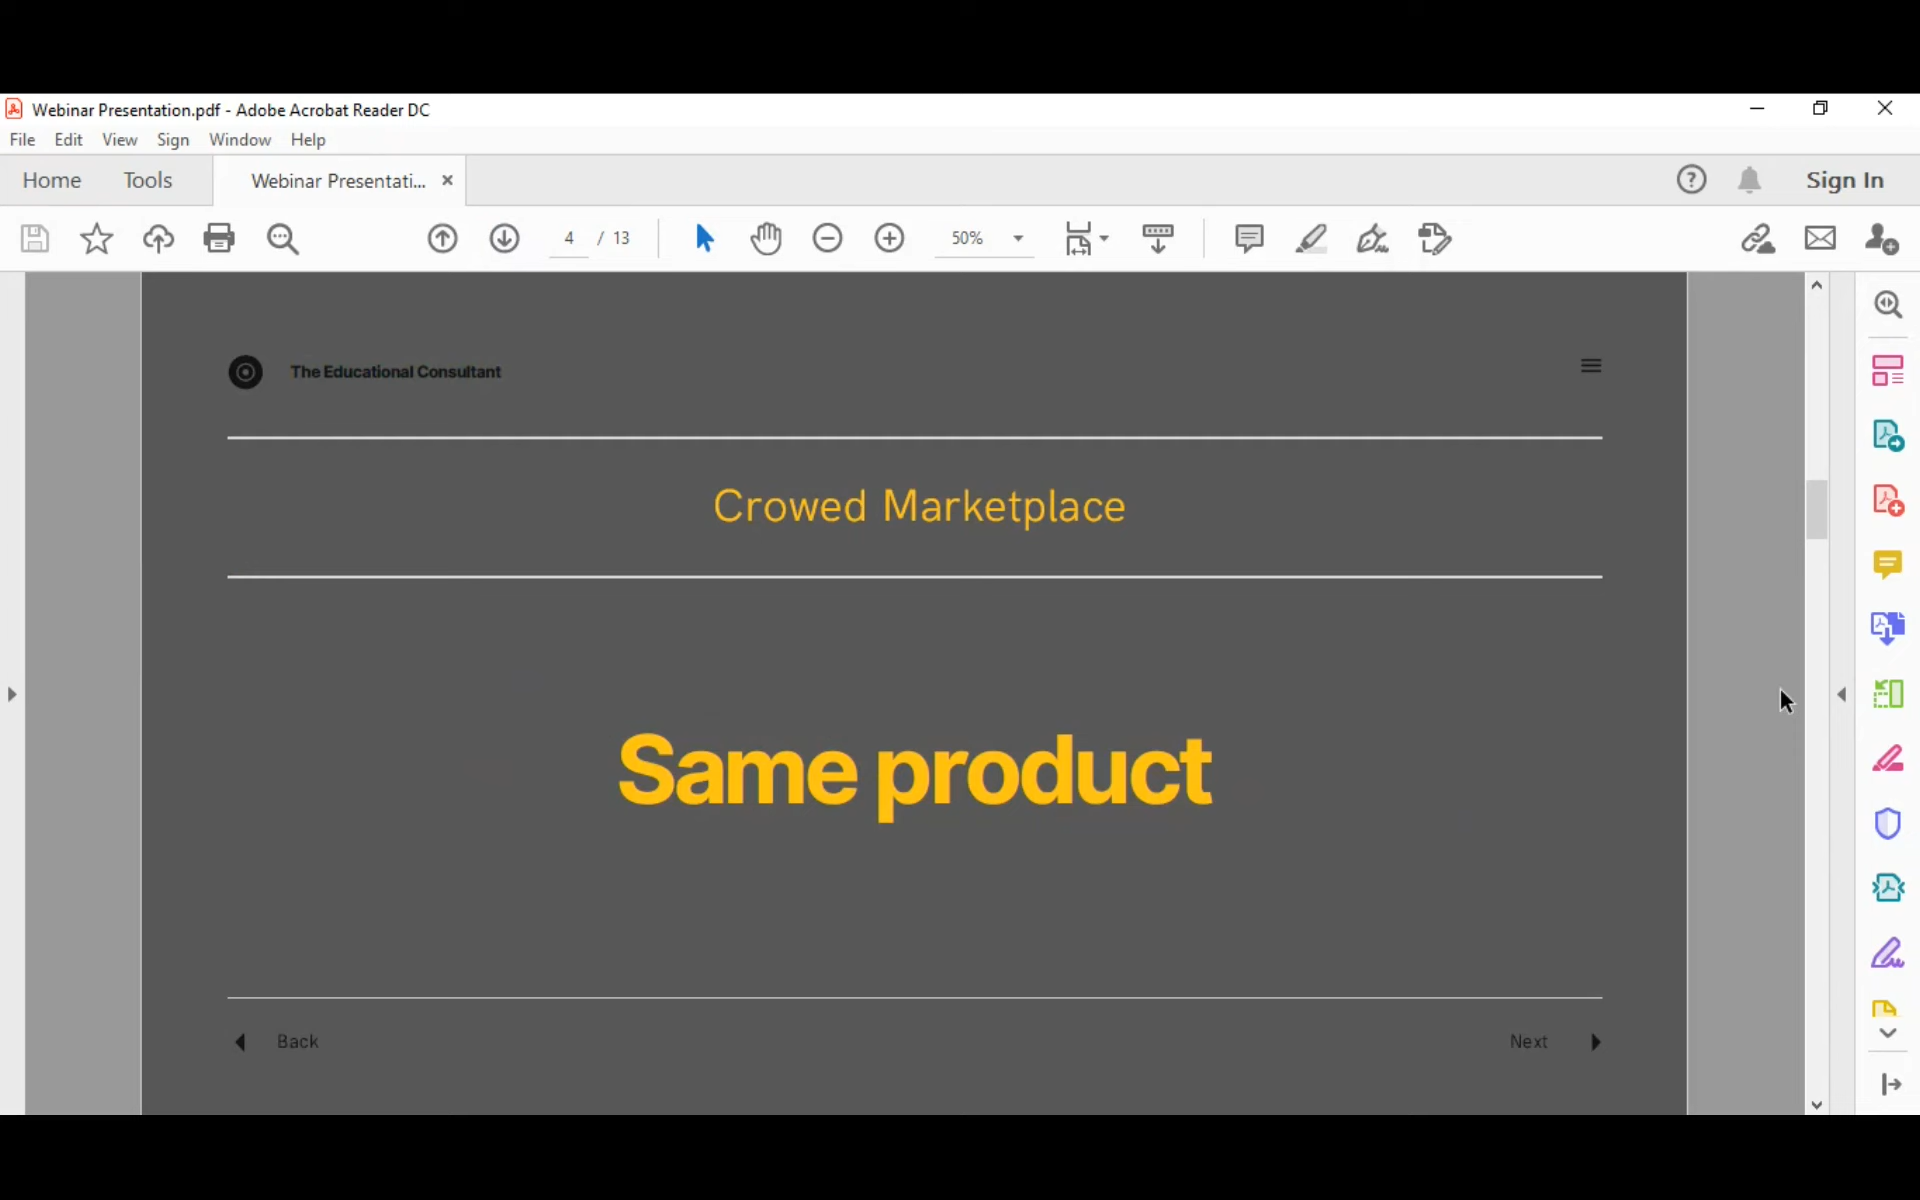 Webinar Presentation.pdf - Adobe Acrobat Reader DC
File Edit View Sign Window Help
Home Tools Webinar Presentati... × Sign In
4 / 13 50%
The Educational Consultant
Crowed Marketplace
Same product
Back Next